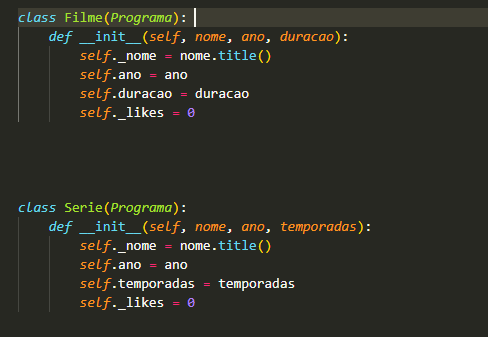 class Filme(Programa):
    def __init__(self, nome, ano, duracao):
        self._nome = nome.title()
        self.ano = ano
        self.duracao = duracao
        self._likes = 0
class Serie(Programa):
    def __init__(self, nome, ano, temporadas):
        self._nome = nome.title()
        self.ano = ano
        self.temporadas = temporadas
        self._likes = 0